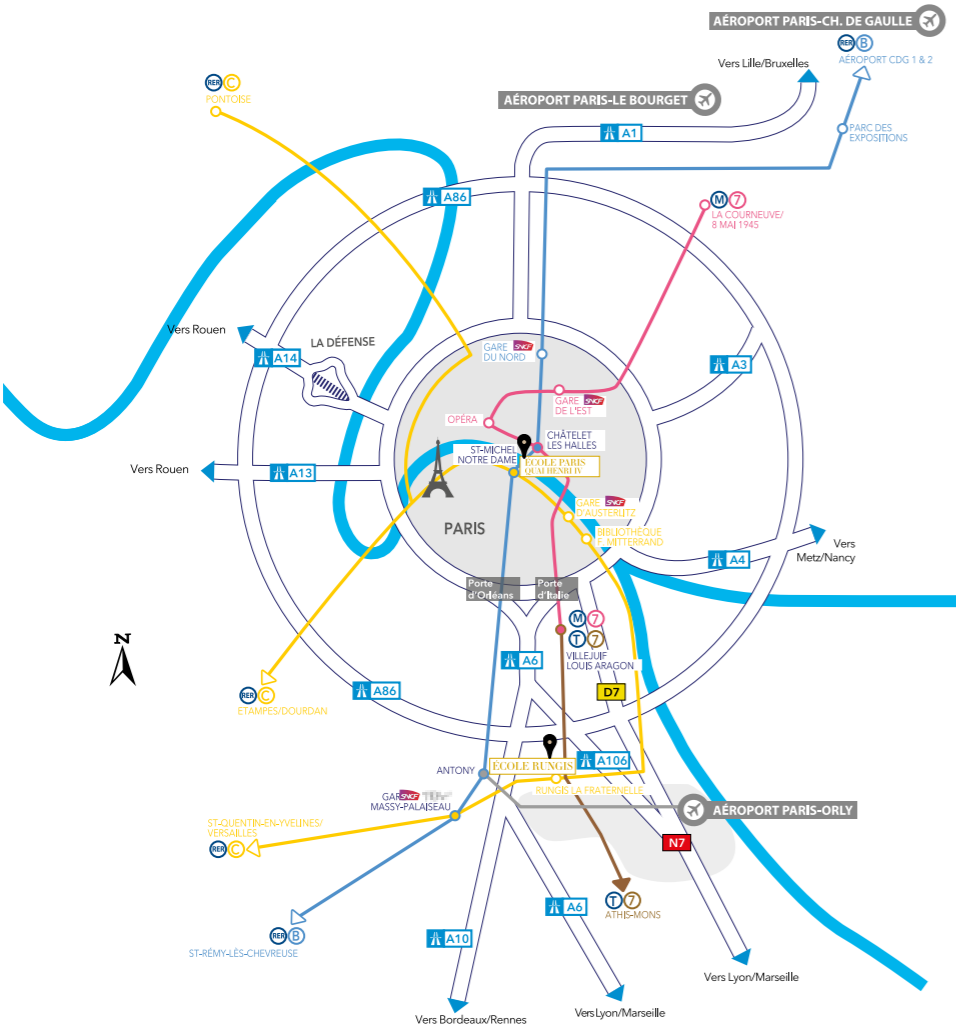 AÉROPORT PARIS-CH. DE GAULLE
RER B
AÉROPORT CDG 1 & 2
Vers Lille/Bruxelles
RER C
PONTOISE
AÉROPORT PARIS-LE BOURGET
A1
PARC DES
EXPOSITIONS
A86
M 7
LA COURNEUVE/
8 MAI 1945
Vers Rouen
LA DÉFENSE
A14
GARE SNCF
DU NORD
A3
GARE SNCF
DE L'EST
OPÉRA
CHÂTELET
LES HALLES
ST-MICHEL
NOTRE DAME
ÉCOLE PARIS
QUAI HENRI IV
Vers Rouen
A13
GARE SNCF
D'AUSTERLITZ
PARIS
BIBLIOTHÈQUE
F. MITTERRAND
Vers
Metz/Nancy
A4
Porte
d'Orléans
Porte
d'Italie
M 7
T 7
VILLEJUIF
LOUIS ARAGON
N
A6
RER C
ETAMPES/DOURDAN
A86
D7
ÉCOLE RUNGIS
A106
ANTONY
RUNGIS LA FRATERNELLE
GARE SNCF TGV
MASSY-PALAISEAU
AÉROPORT PARIS-ORLY
ST-QUENTIN-EN-YVELINES/
VERSAILLES
RER C
N7
T 7
ATHIS-MONS
A6
RER B
ST-RÉMY-LÈS-CHEVREUSE
A10
Vers Lyon/Marseille
Vers Bordeaux/Rennes
Vers Lyon/Marseille